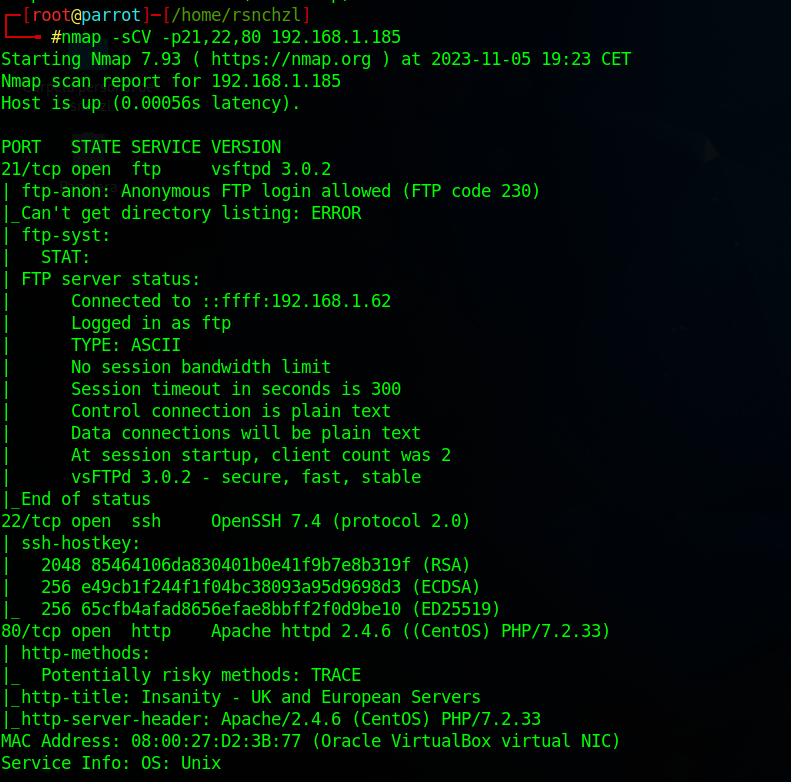 ┌─[root@parrot]─[/home/rsnchzl]
└──╼ #nmap -sCV -p21,22,80 192.168.1.185
Starting Nmap 7.93 ( https://nmap.org ) at 2023-11-05 19:23 CET
Nmap scan report for 192.168.1.185
Host is up (0.00056s latency).

PORT   STATE SERVICE VERSION
21/tcp open  ftp     vsftpd 3.0.2
| ftp-anon: Anonymous FTP login allowed (FTP code 230)
|_Can't get directory listing: ERROR
| ftp-syst:
|   STAT:
| FTP server status:
|      Connected to ::ffff:192.168.1.62
|      Logged in as ftp
|      TYPE: ASCII
|      No session bandwidth limit
|      Session timeout in seconds is 300
|      Control connection is plain text
|      Data connections will be plain text
|      At session startup, client count was 2
|      vsFTPd 3.0.2 - secure, fast, stable
|_End of status
22/tcp open  ssh     OpenSSH 7.4 (protocol 2.0)
| ssh-hostkey:
|   2048 85464106da830401b0e41f9b7e8b319f (RSA)
|   256 e49cb1f244f1f04bc38093a95d9698d3 (ECDSA)
|_  256 65cfb4afad8656efae8bbff2f0d9be10 (ED25519)
80/tcp open  http    Apache httpd 2.4.6 ((CentOS) PHP/7.2.33)
| http-methods:
|_  Potentially risky methods: TRACE
|_http-title: Insanity - UK and European Servers
|_http-server-header: Apache/2.4.6 (CentOS) PHP/7.2.33
MAC Address: 08:00:27:D2:3B:77 (Oracle VirtualBox virtual NIC)
Service Info: OS: Unix